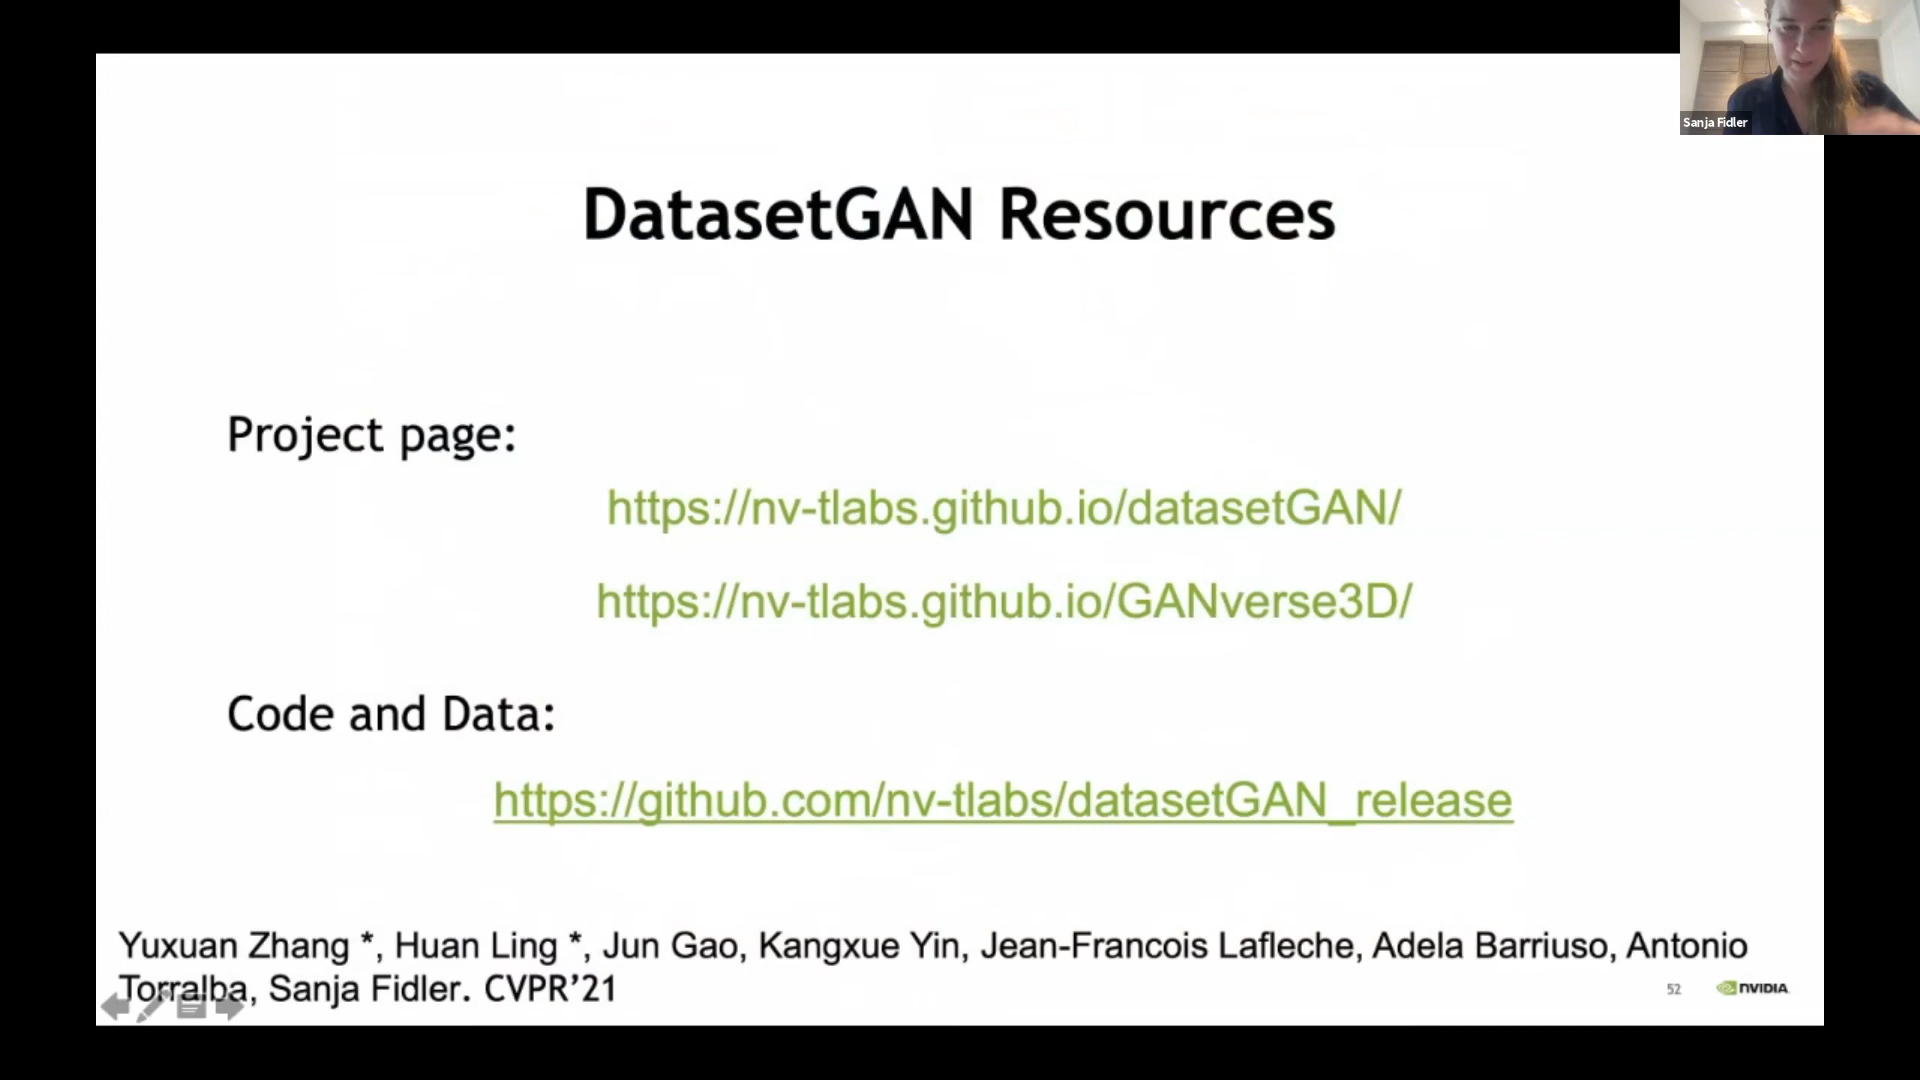 Sanja Fidler
DatasetGAN Resources
Project page:
https://nv-tlabs.github.io/datasetGAN/
https://nv-tlabs.github.io/GANverse3D/
Code and Data:
https://github.com/nv-tlabs/datasetGAN_release
Yuxuan Zhang *, Huan Ling *, Jun Gao, Kangxue Yin, Jean-Francois Lafleche, Adela Barriuso, Antonio
Torralba, Sanja Fidler. CVPR’21
52
NVIDIA